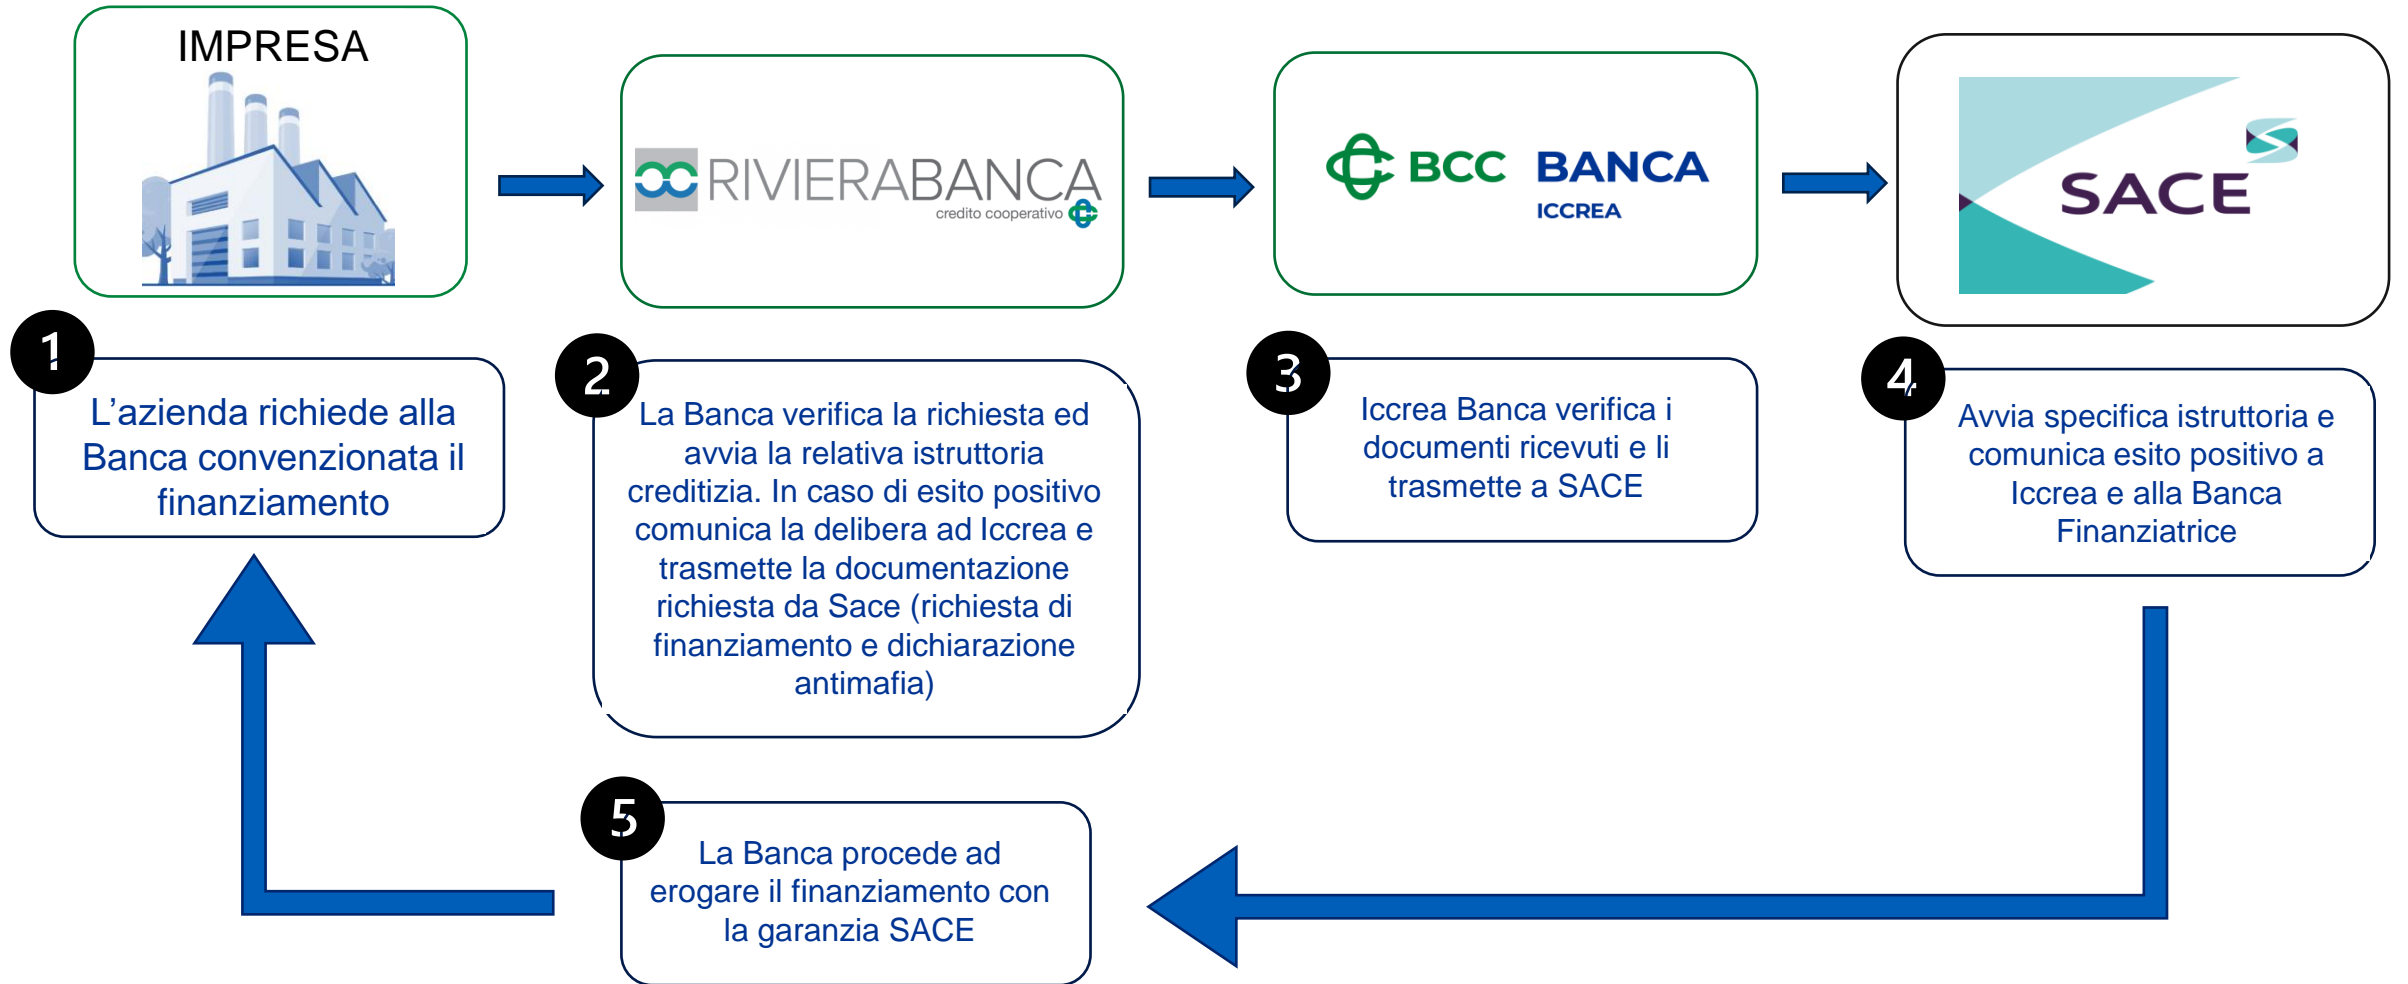 IMPRESA
RIVIERABANCA
credito cooperativo
BCC BANCA
ICCREA
SACE
1
L’azienda richiede alla
Banca convenzionata il
finanziamento
2
La Banca verifica la richiesta ed
avvia la relativa istruttoria
creditizia. In caso di esito positivo
comunica la delibera ad Iccrea e
trasmette la documentazione
richiesta da Sace (richiesta di
finanziamento e dichiarazione
antimafia)
3
Iccrea Banca verifica i
documenti ricevuti e li
trasmette a SACE
4
Avvia specifica istruttoria e
comunica esito positivo a
Iccrea e alla Banca
Finanziatrice
5
La Banca procede ad
erogare il finanziamento con
la garanzia SACE